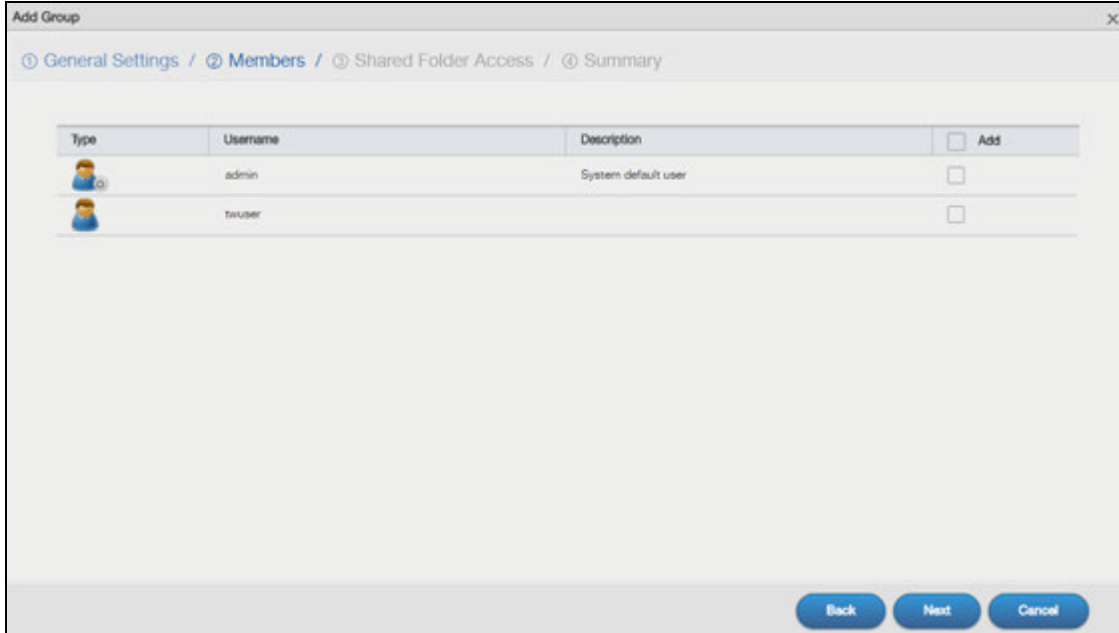 Add Group
① General Settings / ② Members / ③ Shared Folder Access / ④ Summary
Type Username Description Add
admin System default user
twuser
Back Next Cancel